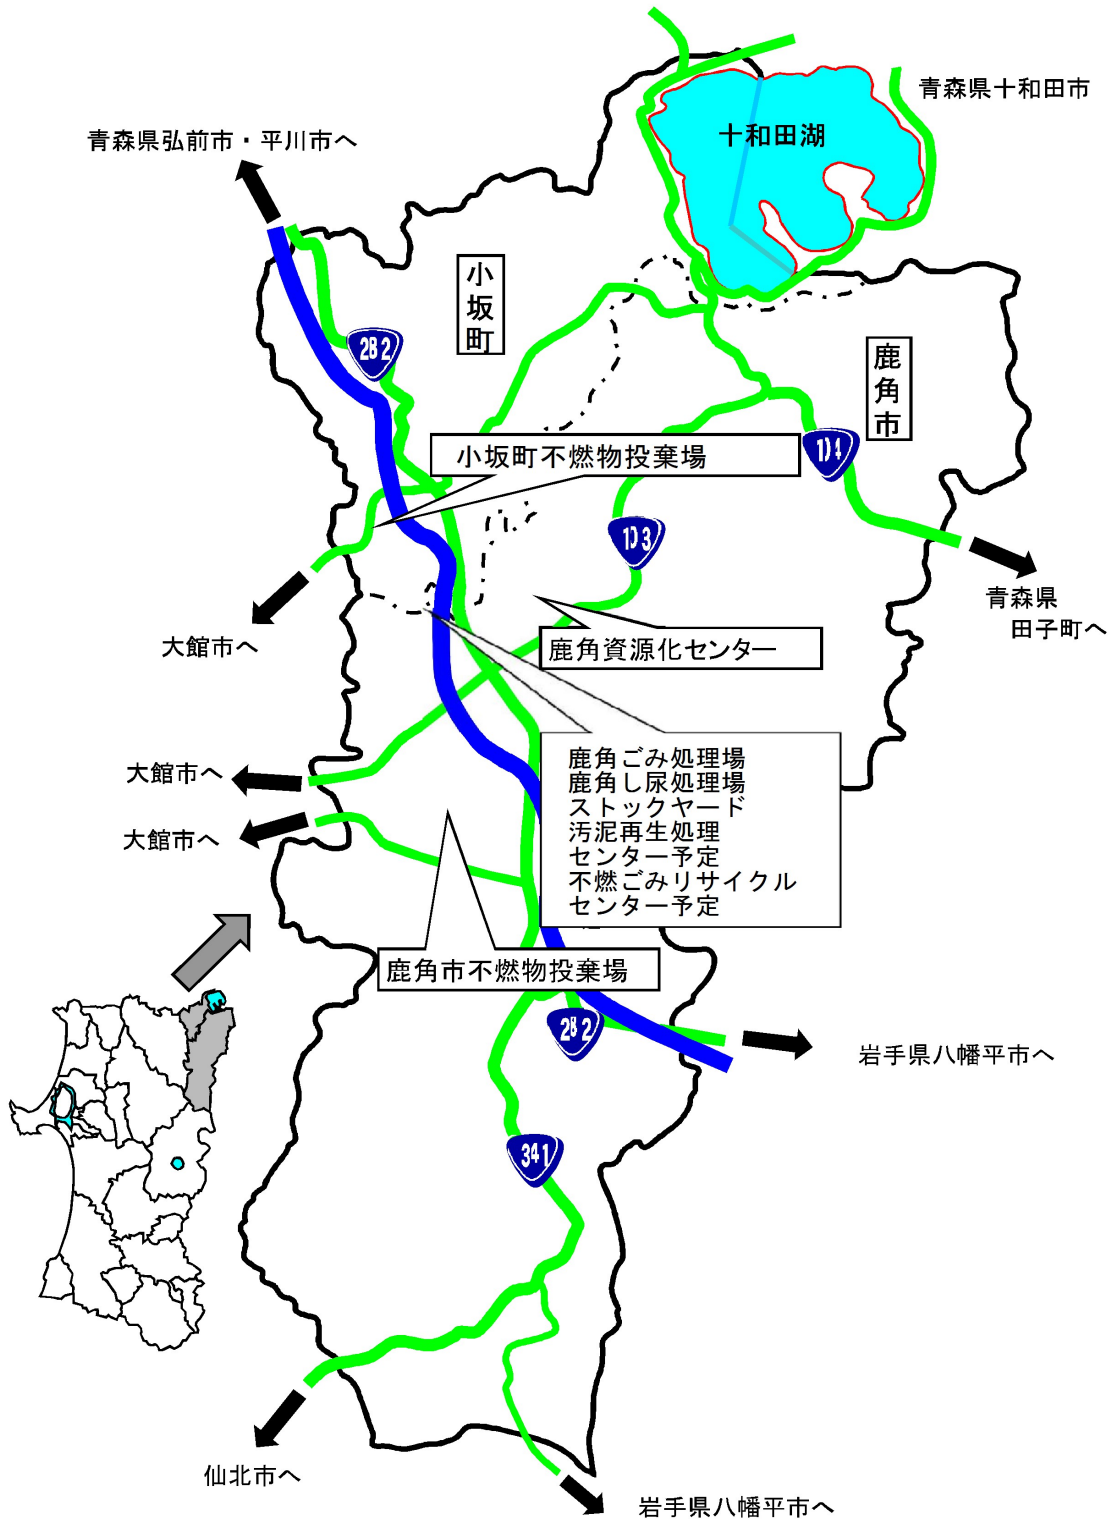 青森県十和田市
十和田湖
青森県弘前市・平川市へ
小坂町
282
鹿角市
104
小坂町不燃物投棄場
103
青森県
田子町へ
大館市へ
鹿角資源化センター
鹿角ごみ処理場
鹿角し尿処理場
ストックヤード
汚泥再生処理
センター予定
不燃ごみリサイクル
センター予定
大館市へ
大館市へ
鹿角市不燃物投棄場
282
岩手県八幡平市へ
341
仙北市へ
岩手県八幡平市へ